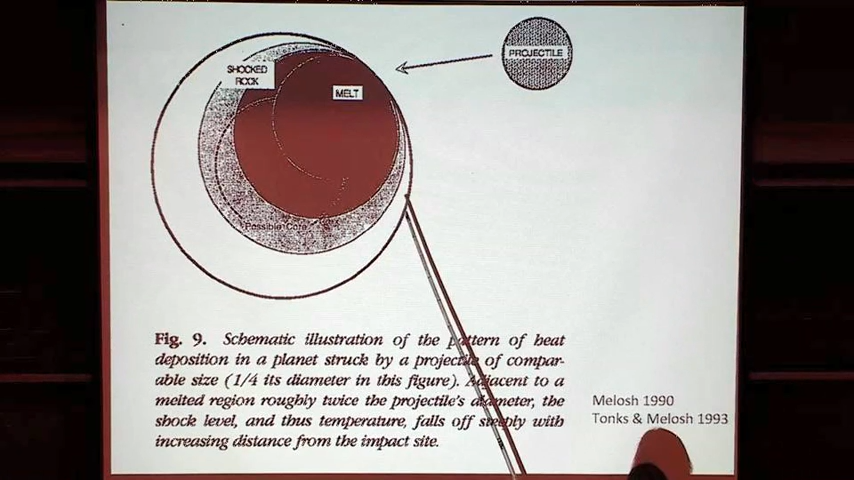 PROJECTILE
SHOCKED
ROCK
MELT
Possible Core
Fig. 9. Schematic illustration of the pattern of heat
deposition in a planet struck by a projectile of compar-
able size (1/4 its diameter in this figure). Adjacent to a
melted region roughly twice the projectile's diameter, the
shock level, and thus temperature, falls off steeply with
increasing distance from the impact site.
Melosh 1990
Tonks & Melosh 1993